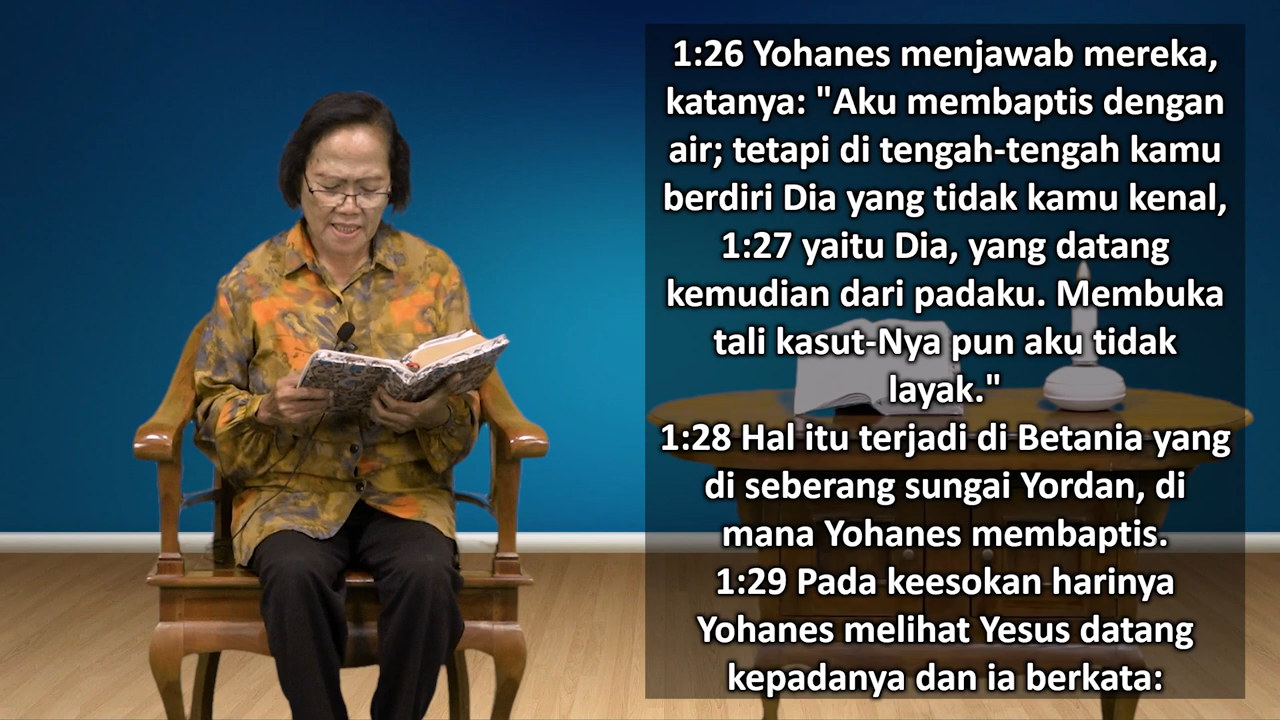 1:26 Yohanes menjawab mereka,
katanya: "Aku membaptis dengan
air; tetapi di tengah-tengah kamu
berdiri Dia yang tidak kamu kenal,
1:27 yaitu Dia, yang datang
kemudian dari padaku. Membuka
tali kasut-Nya pun aku tidak
layak."
1:28 Hal itu terjadi di Betania yang
di seberang sungai Yordan, di
mana Yohanes membaptis.
1:29 Pada keesokan harinya
Yohanes melihat Yesus datang
kepadanya dan ia berkata: